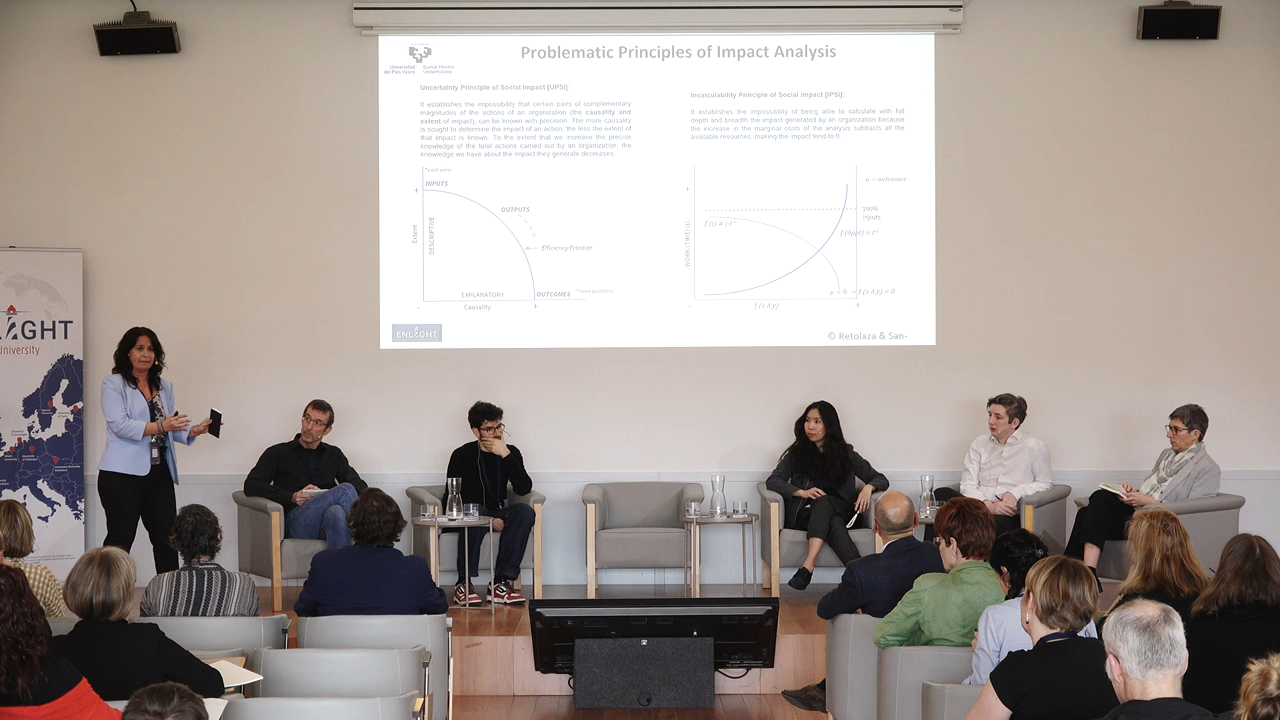 Problematic Principles of Impact Analysis
Universidad del País Vasco
Euskal Herriko Unibertsitatea
Uncertainty Principle of Social Impact [UPSI]:
It establishes the impossibility that certain pairs of complementary
magnitudes of the actions of an organization (the causality and
extent of impact), can be known with precision. The more causality
is sought to determine the impact of an action, the less the extent of
that impact is known. To the extent that we increase the precise
knowledge of the total actions carried out by an organization, the
knowledge we have about the impact they generate decreases.
Incalculability Principle of Social Impact [IPSI]:
It establishes the impossibility of being able to calculate with full
depth and breadth the impact generated by an organization because
the increase in the marginal costs of the analysis subtracts all the
available resources, making the impact tend to 0
INPUTS
OUTPUTS
Efficiency Frontier
OUTCOMES
Extent
DESCRIPTIVE
EXPLANATORY
Causality
+
-
+
o = outcomes
100%
Inputs
+
-
ENLIGHT
© Retolaza & San-
University